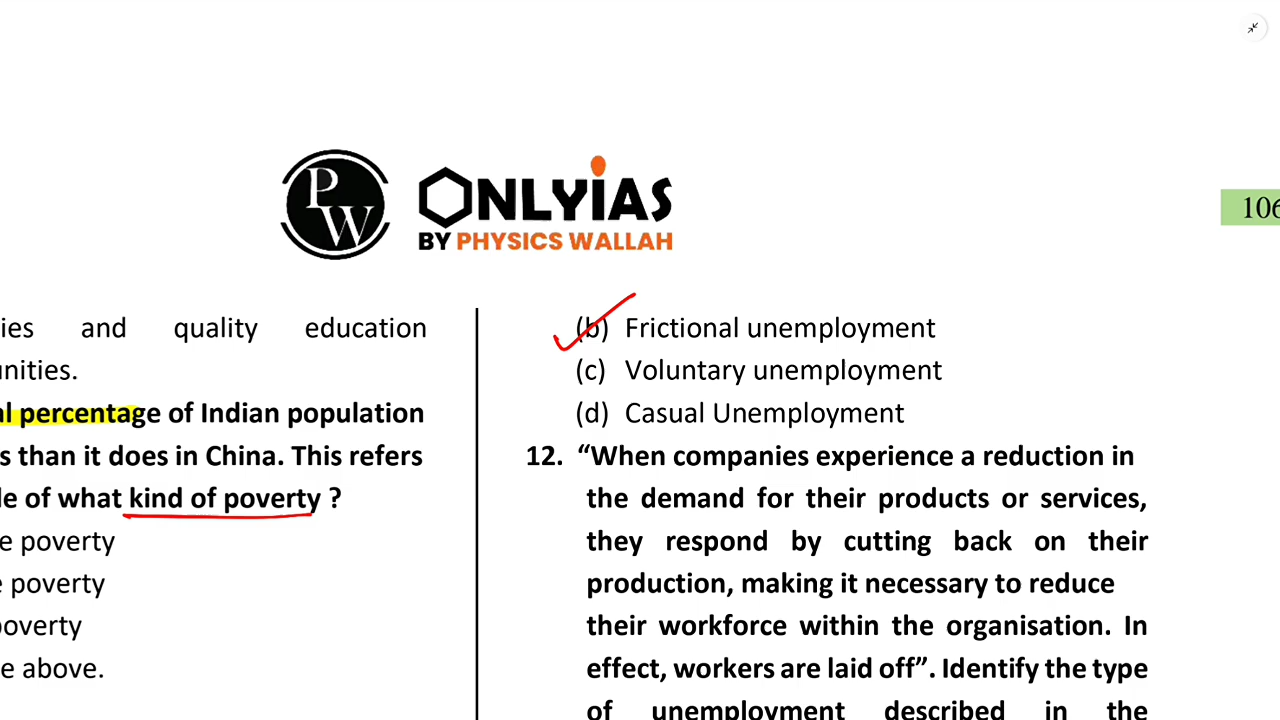 PW
ONLYiAS
BY PHYSICS WALLAH
106
ies and quality education
unities.
al percentage of Indian population
s than it does in China. This refers
le of what kind of poverty ?
e poverty
e poverty
poverty
e above.
(b) Frictional unemployment
(c) Voluntary unemployment
(d) Casual Unemployment
12. “When companies experience a reduction in
the demand for their products or services,
they respond by cutting back on their
production, making it necessary to reduce
their workforce within the organisation. In
effect, workers are laid off”. Identify the type
of unemployment described in the